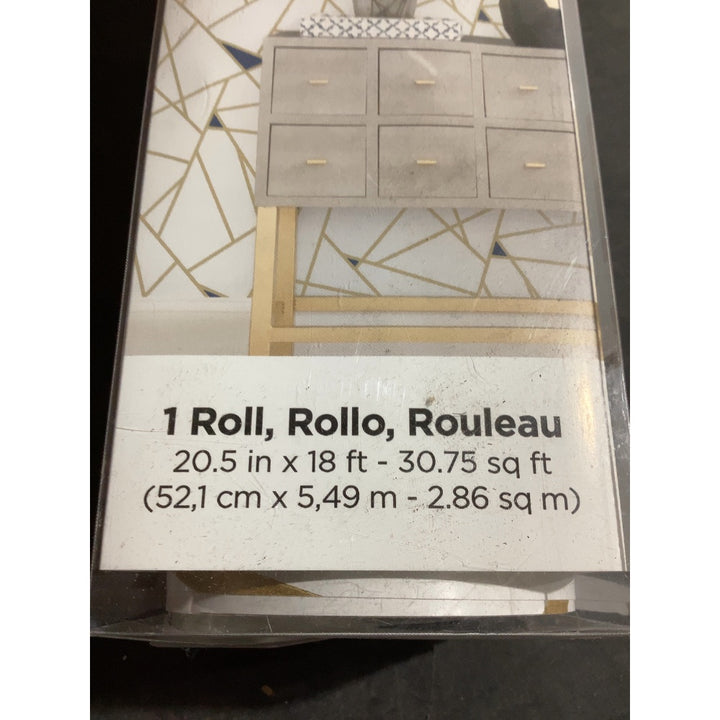 1 Roll, Rollo, Rouleau
20.5 in x 18 ft - 30.75 sq ft
(52,1 cm x 5,49 m - 2.86 sq m)